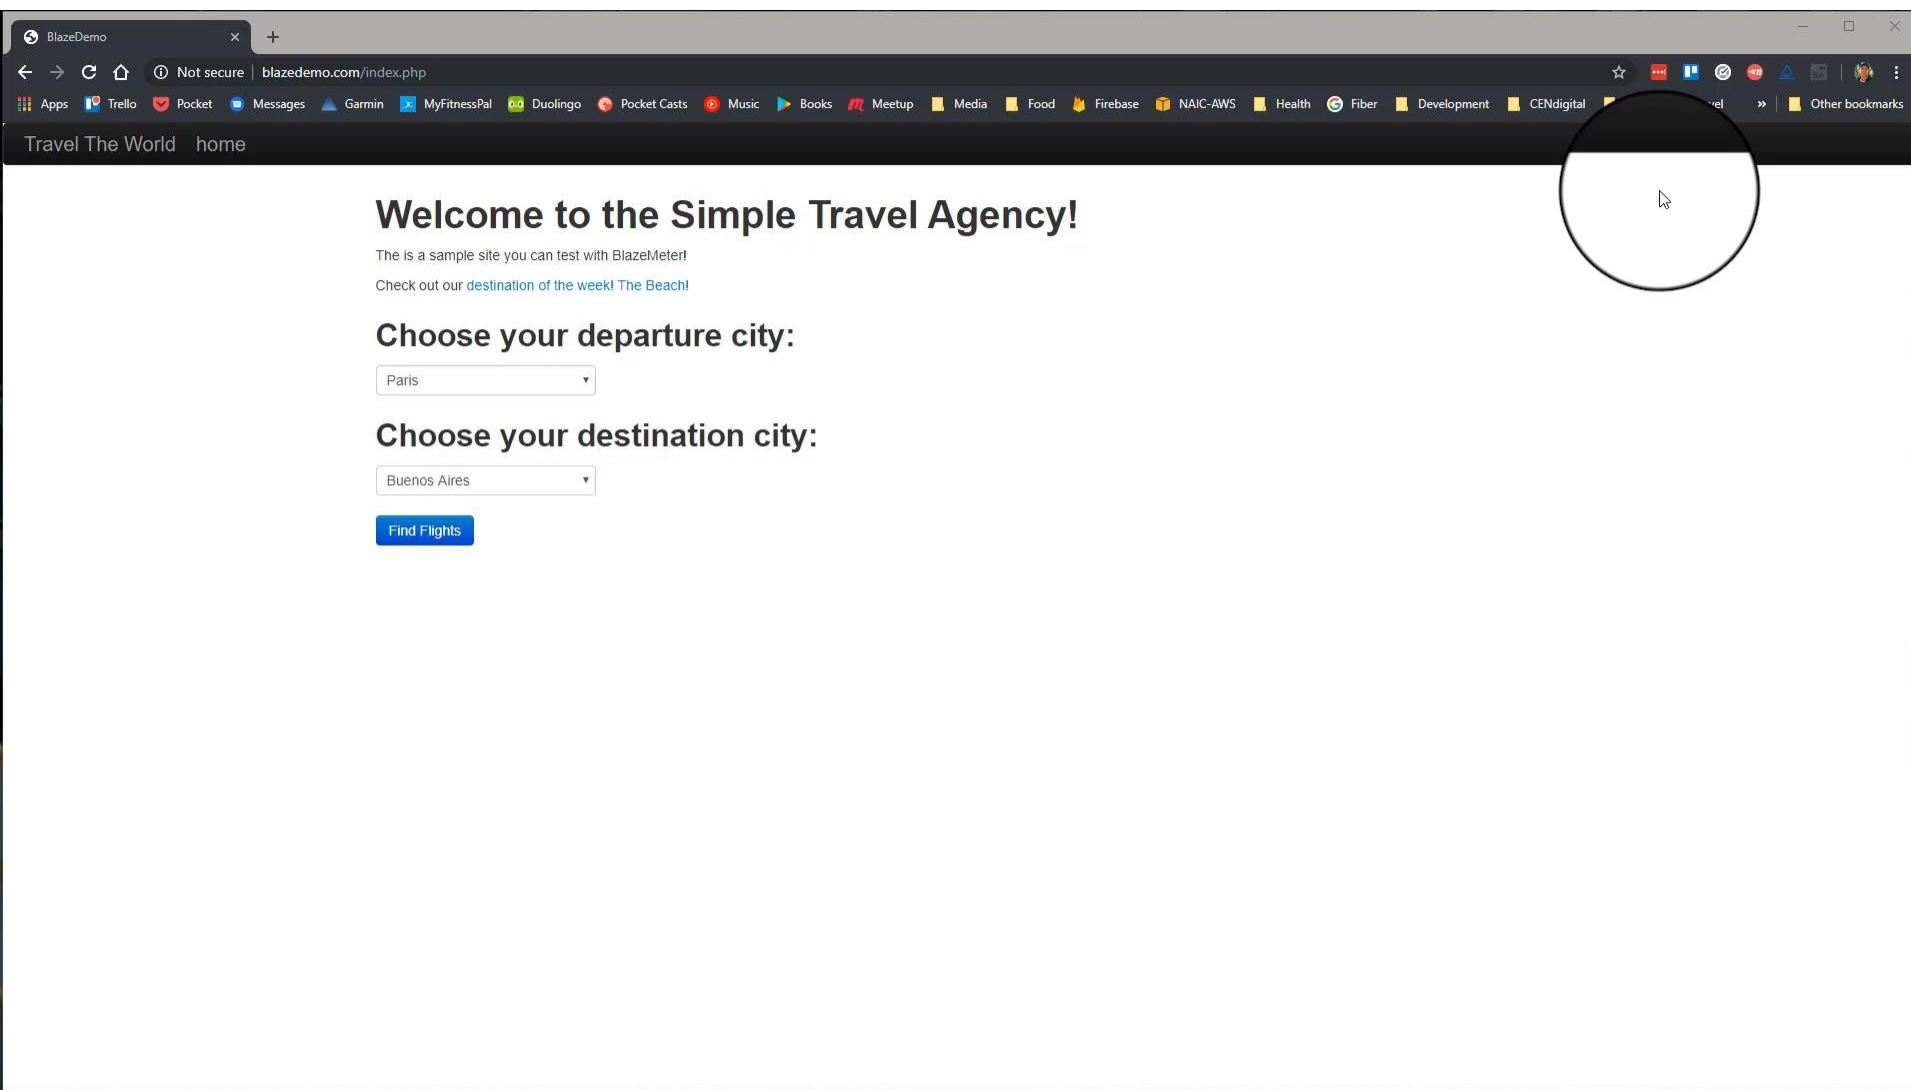 BlazeDemo
Not secure blazedemo.com/index.php
Apps Trello Pocket Messages Garmin MyFitnessPal Duolingo Pocket Casts Music Books Meetup Media Food Firebase NAIC-AWS Health Fiber Development CENdigital » Other bookmarks
Travel The World home
Welcome to the Simple Travel Agency!
The is a sample site you can test with BlazeMeter!
Check out our destination of the week! The Beach!
Choose your departure city:
Paris
Choose your destination city:
Buenos Aires
Find Flights